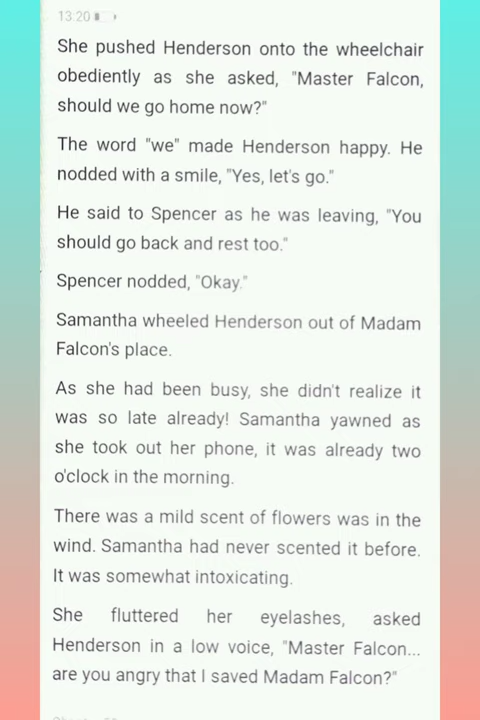 13:20
She pushed Henderson onto the wheelchair
obediently as she asked, "Master Falcon,
should we go home now?"
The word "we" made Henderson happy. He
nodded with a smile, "Yes, let's go."
He said to Spencer as he was leaving, "You
should go back and rest too."
Spencer nodded, "Okay."
Samantha wheeled Henderson out of Madam
Falcon's place.
As she had been busy, she didn't realize it
was so late already! Samantha yawned as
she took out her phone, it was already two
o'clock in the morning.
There was a mild scent of flowers was in the
wind. Samantha had never scented it before.
It was somewhat intoxicating.
She fluttered her eyelashes, asked
Henderson in a low voice, "Master Falcon...
are you angry that I saved Madam Falcon?"